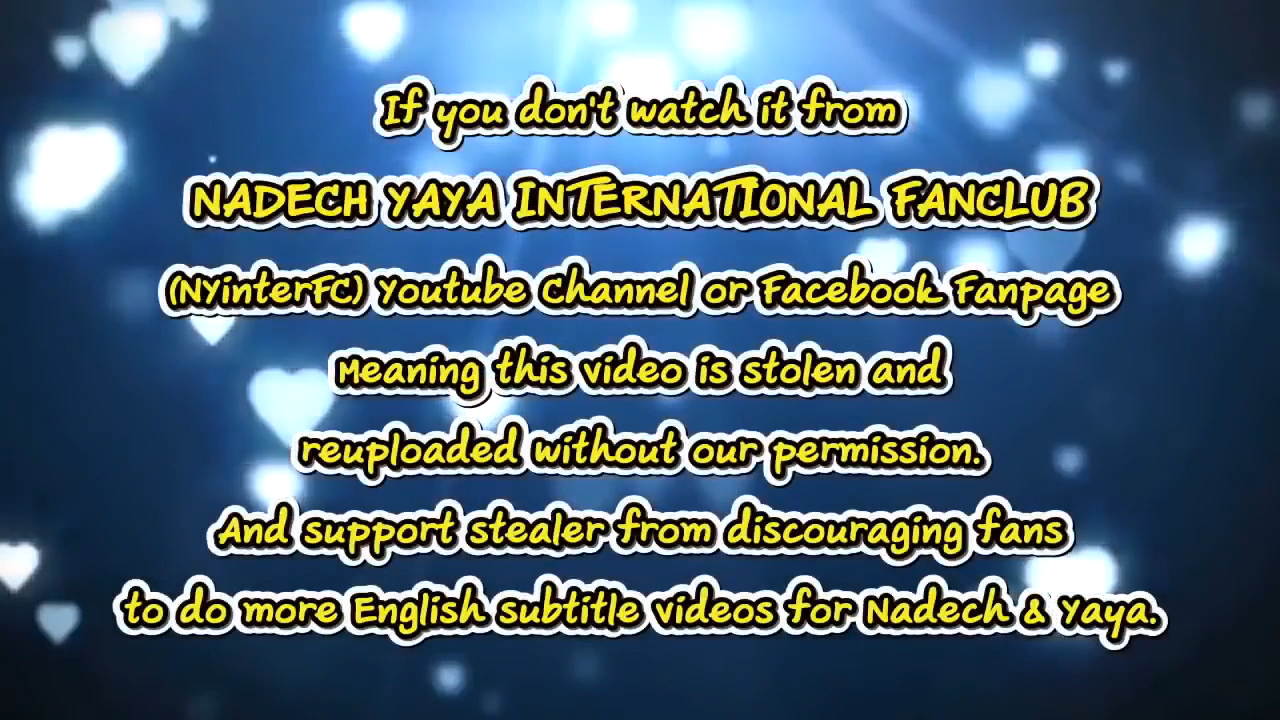 If you don't watch it from
NADECH YAYA INTERNATIONAL FANCLUB
(NYinterFC) Youtube Channel or Facebook Fanpage
Meaning this video is stolen and
reuploaded without our permission.
And support stealer from discouraging fans
to do more English subtitle videos for Nadech & Yaya.